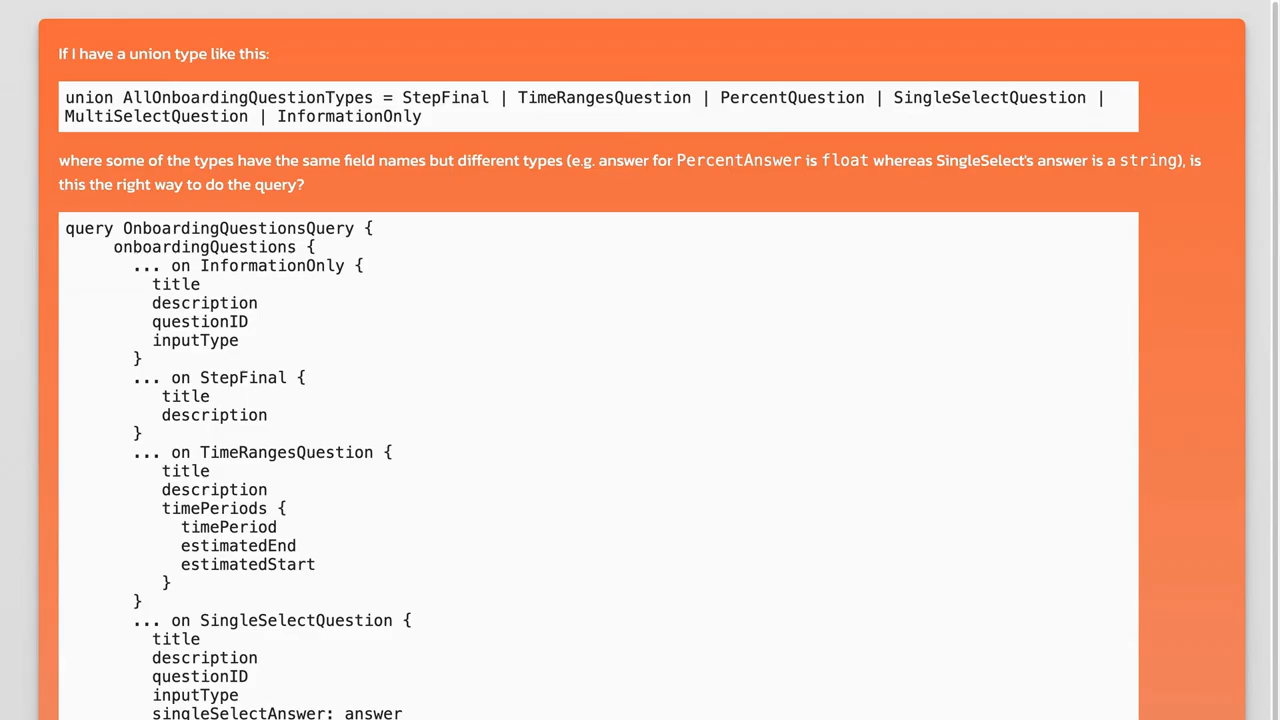 If I have a union type like this:
union AllOnboardingQuestionTypes = StepFinal | TimeRangesQuestion | PercentQuestion | SingleSelectQuestion |
MultiSelectQuestion | InformationOnly
where some of the types have the same field names but different types (e.g. answer for PercentAnswer is float whereas SingleSelect's answer is a string), is
this the right way to do the query?
query OnboardingQuestionsQuery {
onboardingQuestions {
... on InformationOnly {
title
description
questionID
inputType
}
... on StepFinal {
title
description
}
... on TimeRangesQuestion {
title
description
timePeriods {
timePeriod
estimatedEnd
estimatedStart
}
}
... on SingleSelectQuestion {
title
description
questionID
inputType
singleSelectAnswer: answer